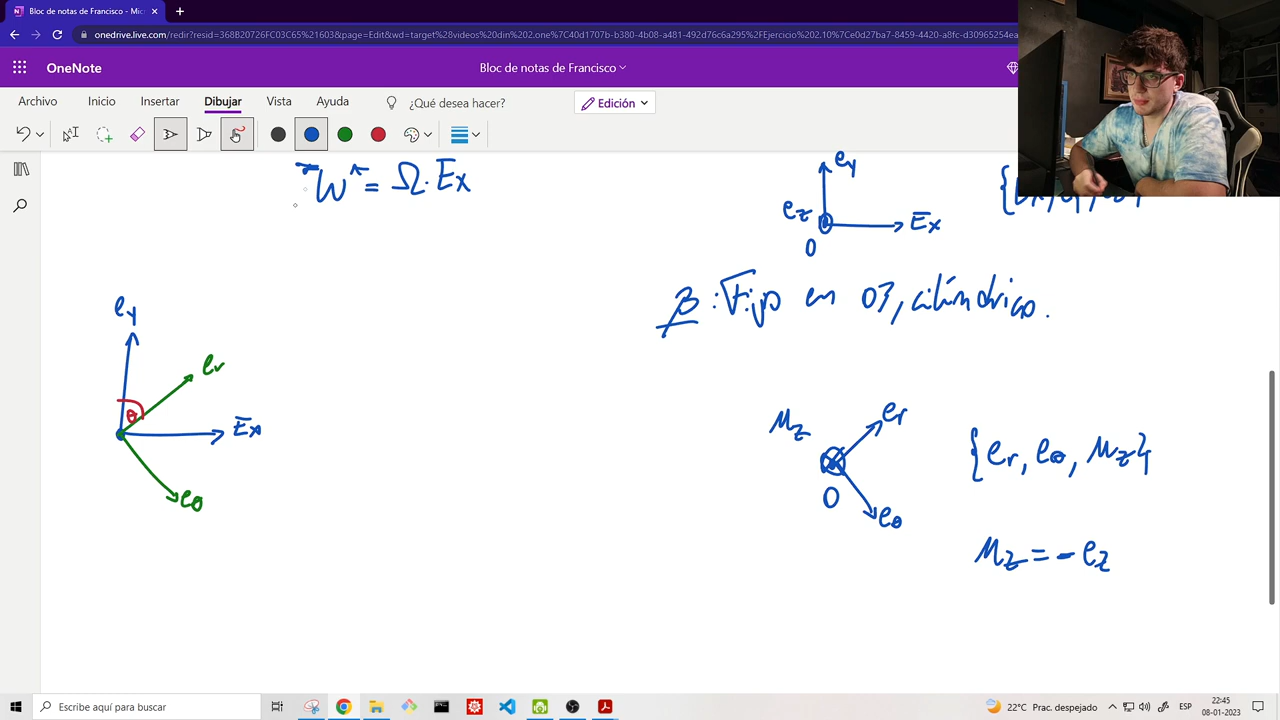 Bloc de notas de Francisco - Micr
onedrive.live.com/redir?resid=368B20726FC03C65%21603&page=Edit&wd=target%28videos%20din%202.one%7C40d1707b-b380-4b08-a481-492d76c6a295%2FEjercicio%202.10%7Ce0d27ba7-8459-4420-a8fc-d30965254ea
OneNote
Bloc de notas de Francisco
Archivo Inicio Insertar Dibujar Vista Ayuda ¿Qué desea hacer? Edición
W = Ω · Ex
ey
ez
Ex
0
β : Fijo en 0?, cilíndrico.
ey
er
θ
Ex
eθ
Mz
er
0
eθ
{er, eθ, Mz}
Mz = - ez
Escribe aquí para buscar
22°C Prac. despejado
ESP
22:45
08-01-2023